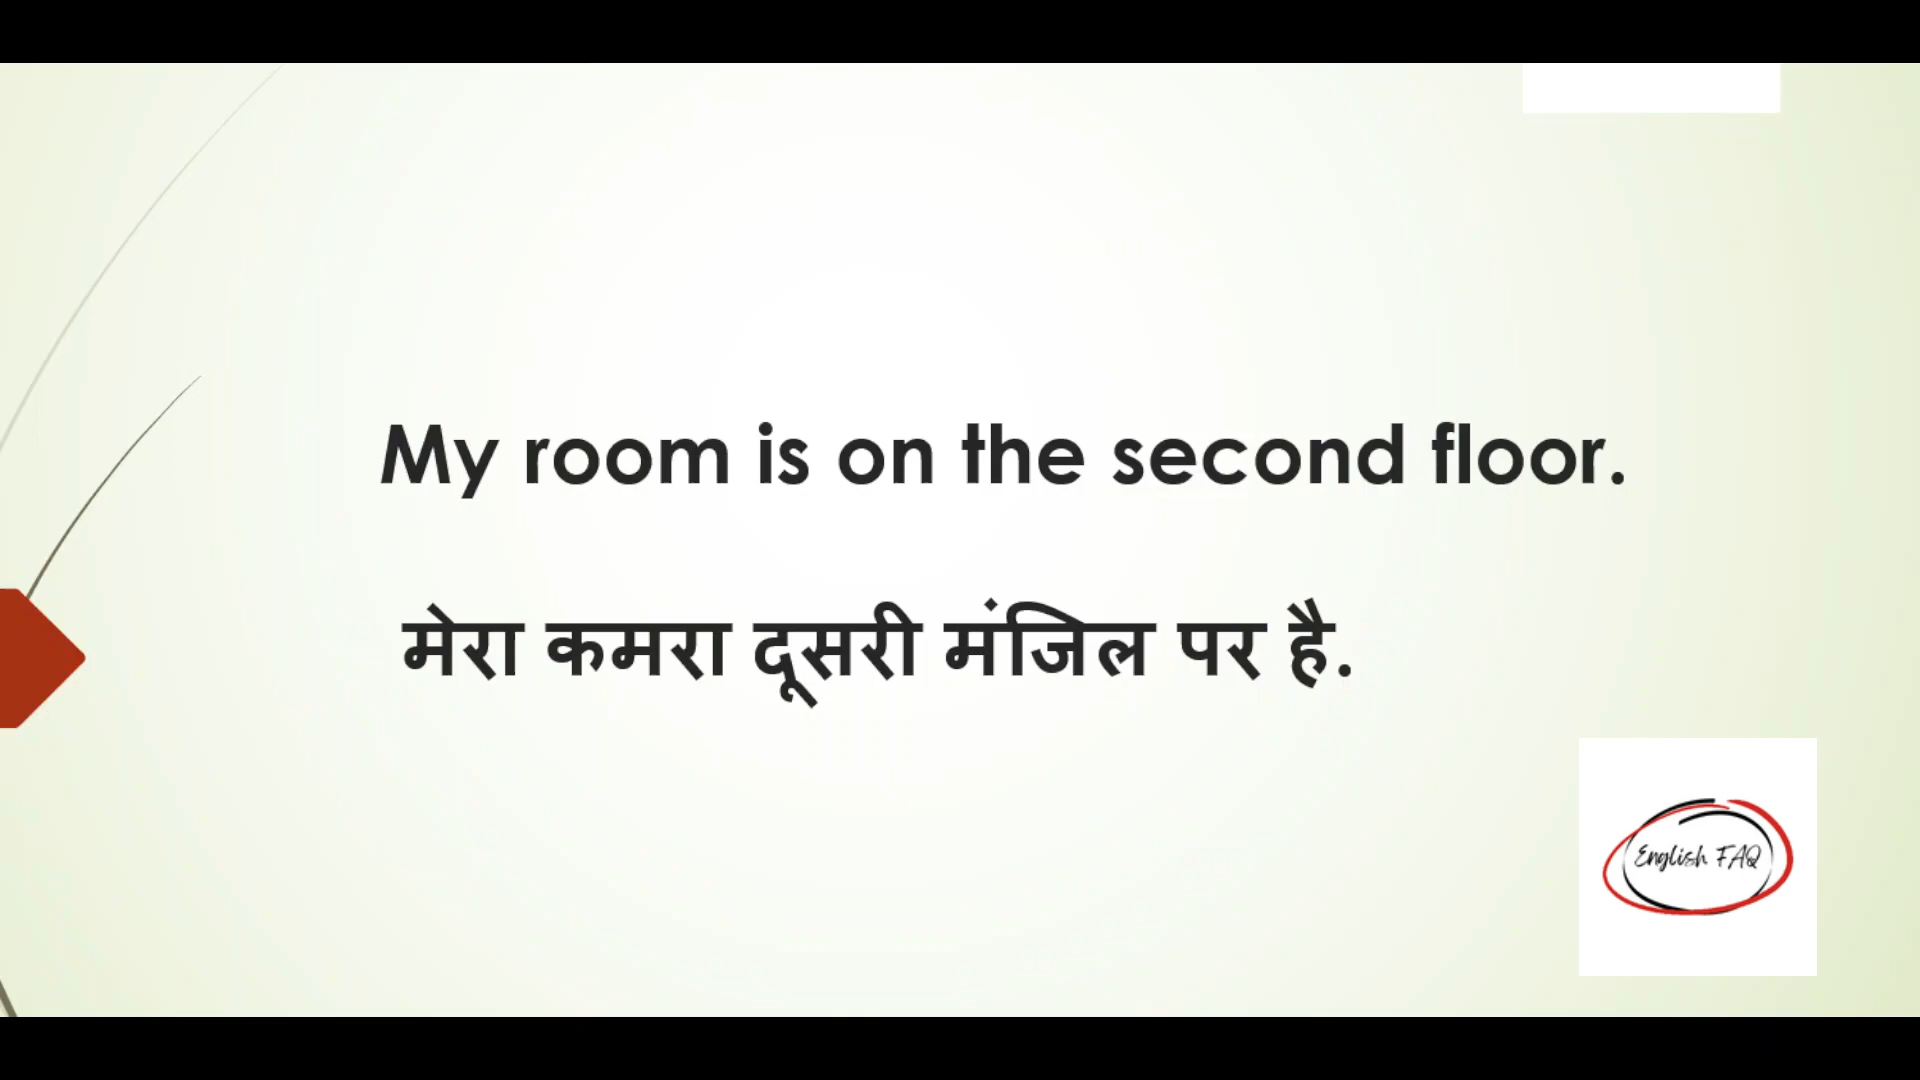 My room is on the second floor.
मेरा कमरा दूसरी मंजिल पर है.
English FAQ